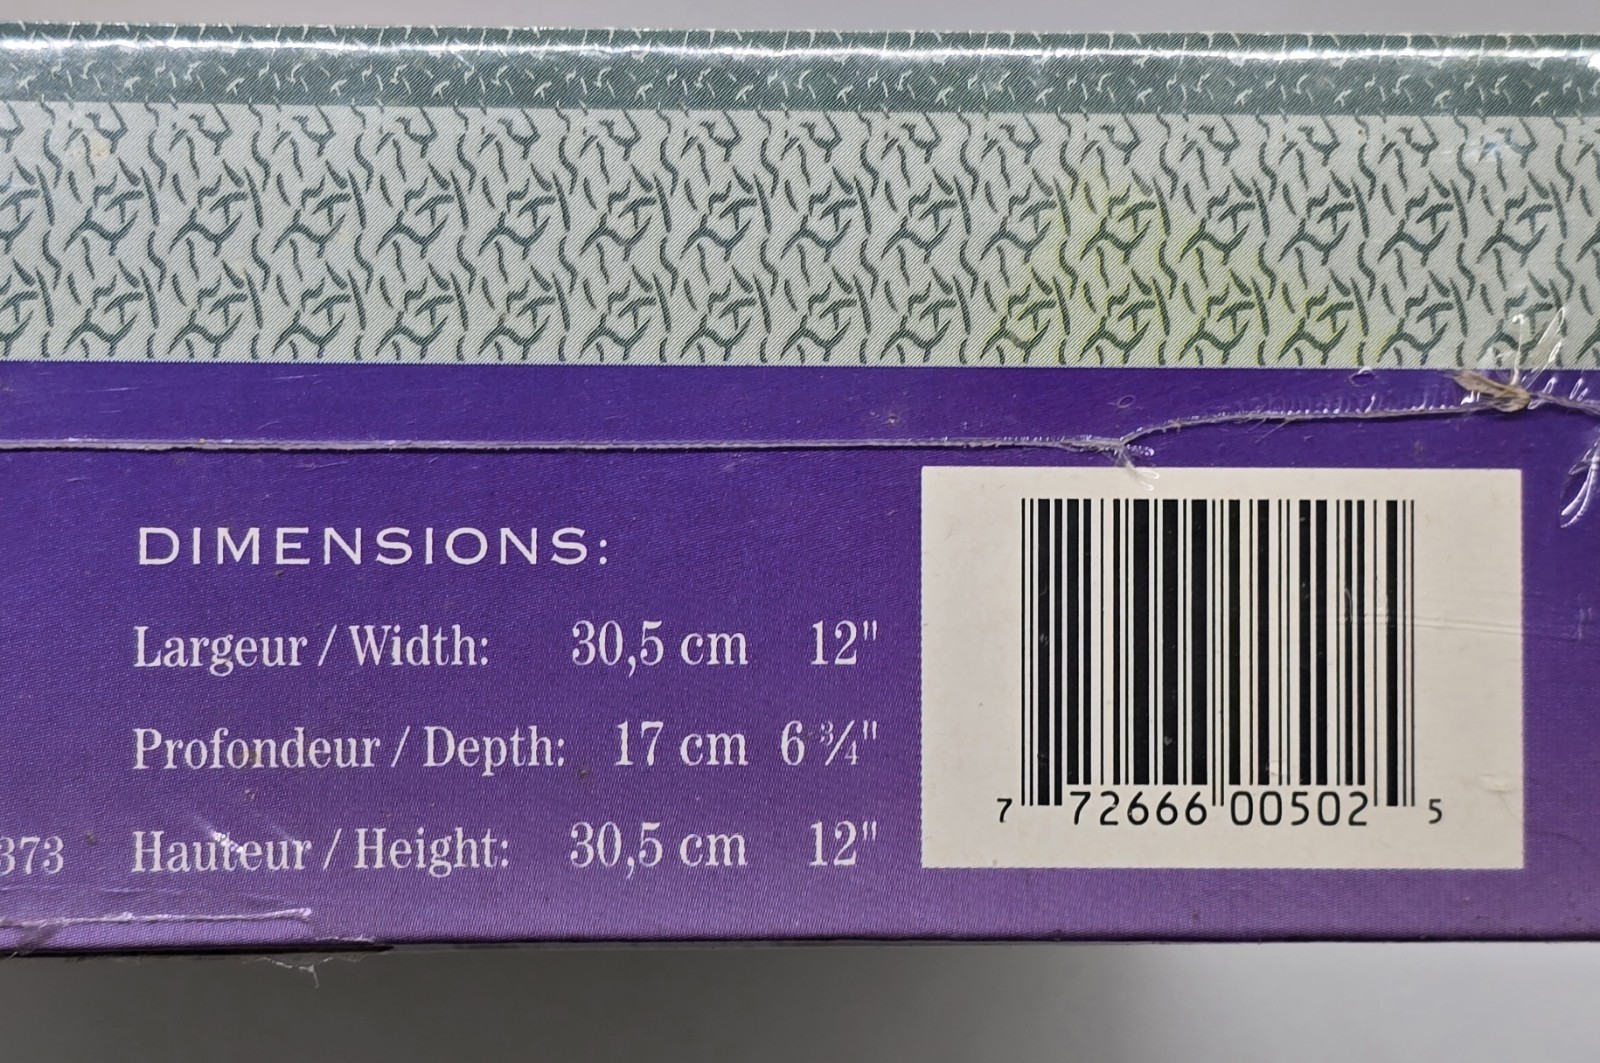 DIMENSIONS:
Largeur / Width: 30,5 cm 12"
Profondeur / Depth: 17 cm 6 3/4"
373 Hauteur / Height: 30,5 cm 12"
7 72666 00502 5